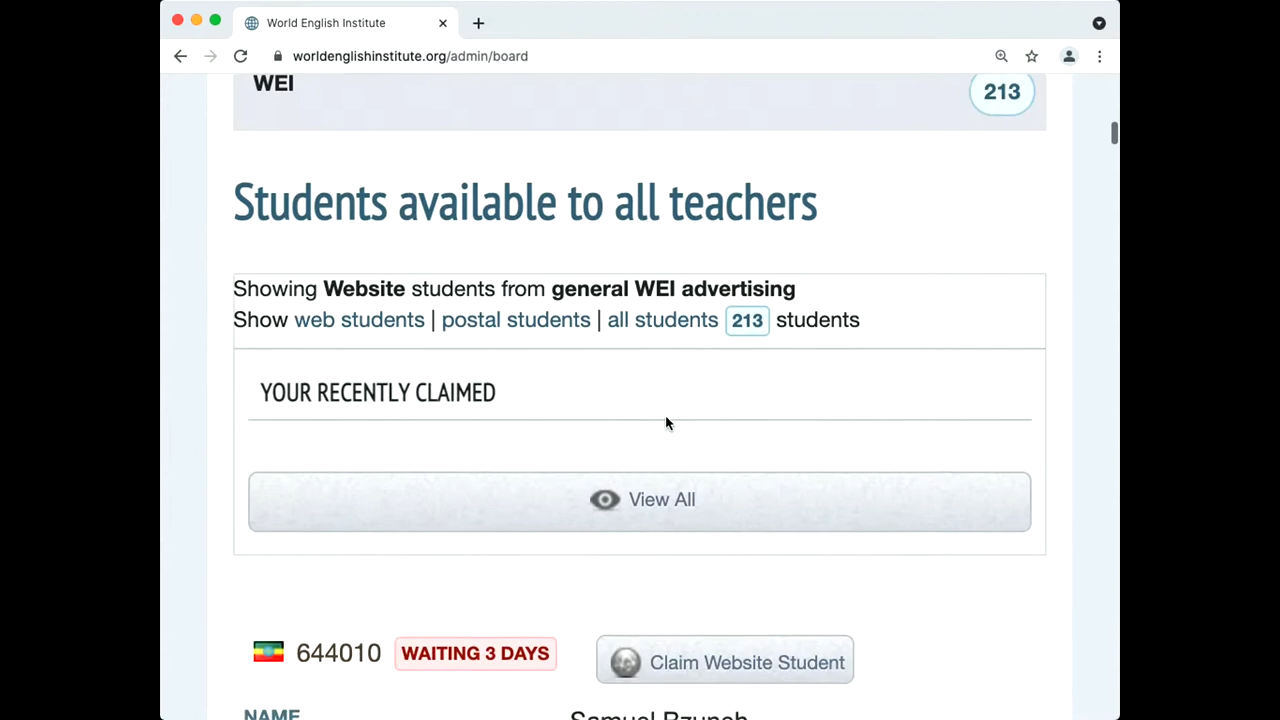 World English Institute
worldenglishinstitute.org/admin/board
WEI
213
Students available to all teachers
Showing Website students from general WEI advertising
Show web students | postal students | all students 213 students
YOUR RECENTLY CLAIMED
View All
644010 WAITING 3 DAYS Claim Website Student
NAME Samuel